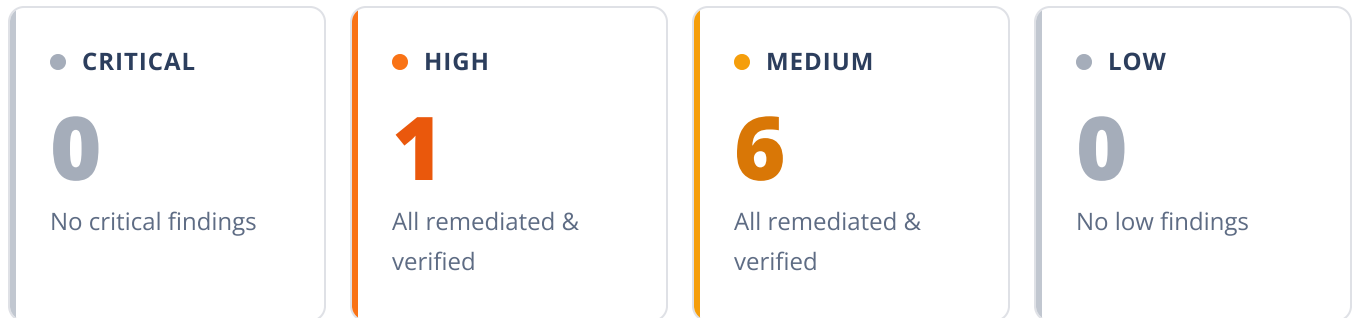 CRITICAL
0
No critical findings
HIGH
1
All remediated &
verified
MEDIUM
6
All remediated &
verified
LOW
0
No low findings